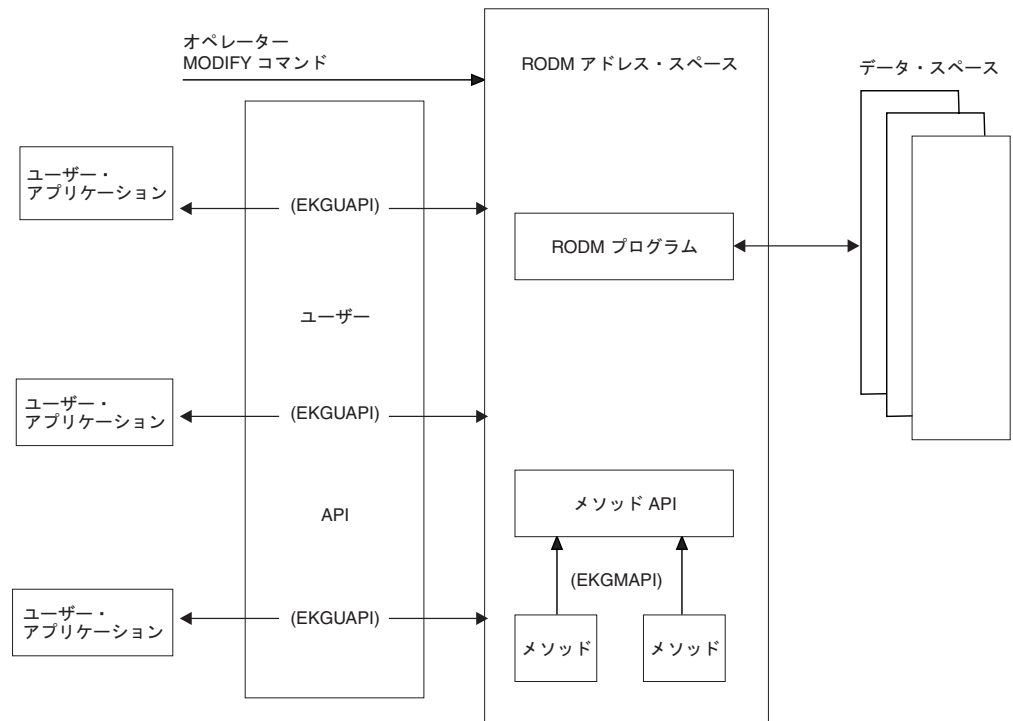 オペレーター
MODIFY コマンド
RODM アドレス・スペース
データ・スペース
ユーザー・
アプリケーション
(EKGUAPI)
RODM プログラム
ユーザー
ユーザー・
アプリケーション
(EKGUAPI)
メソッド API
API
(EKGMAPI)
ユーザー・
アプリケーション
(EKGUAPI)
メソッド
メソッド